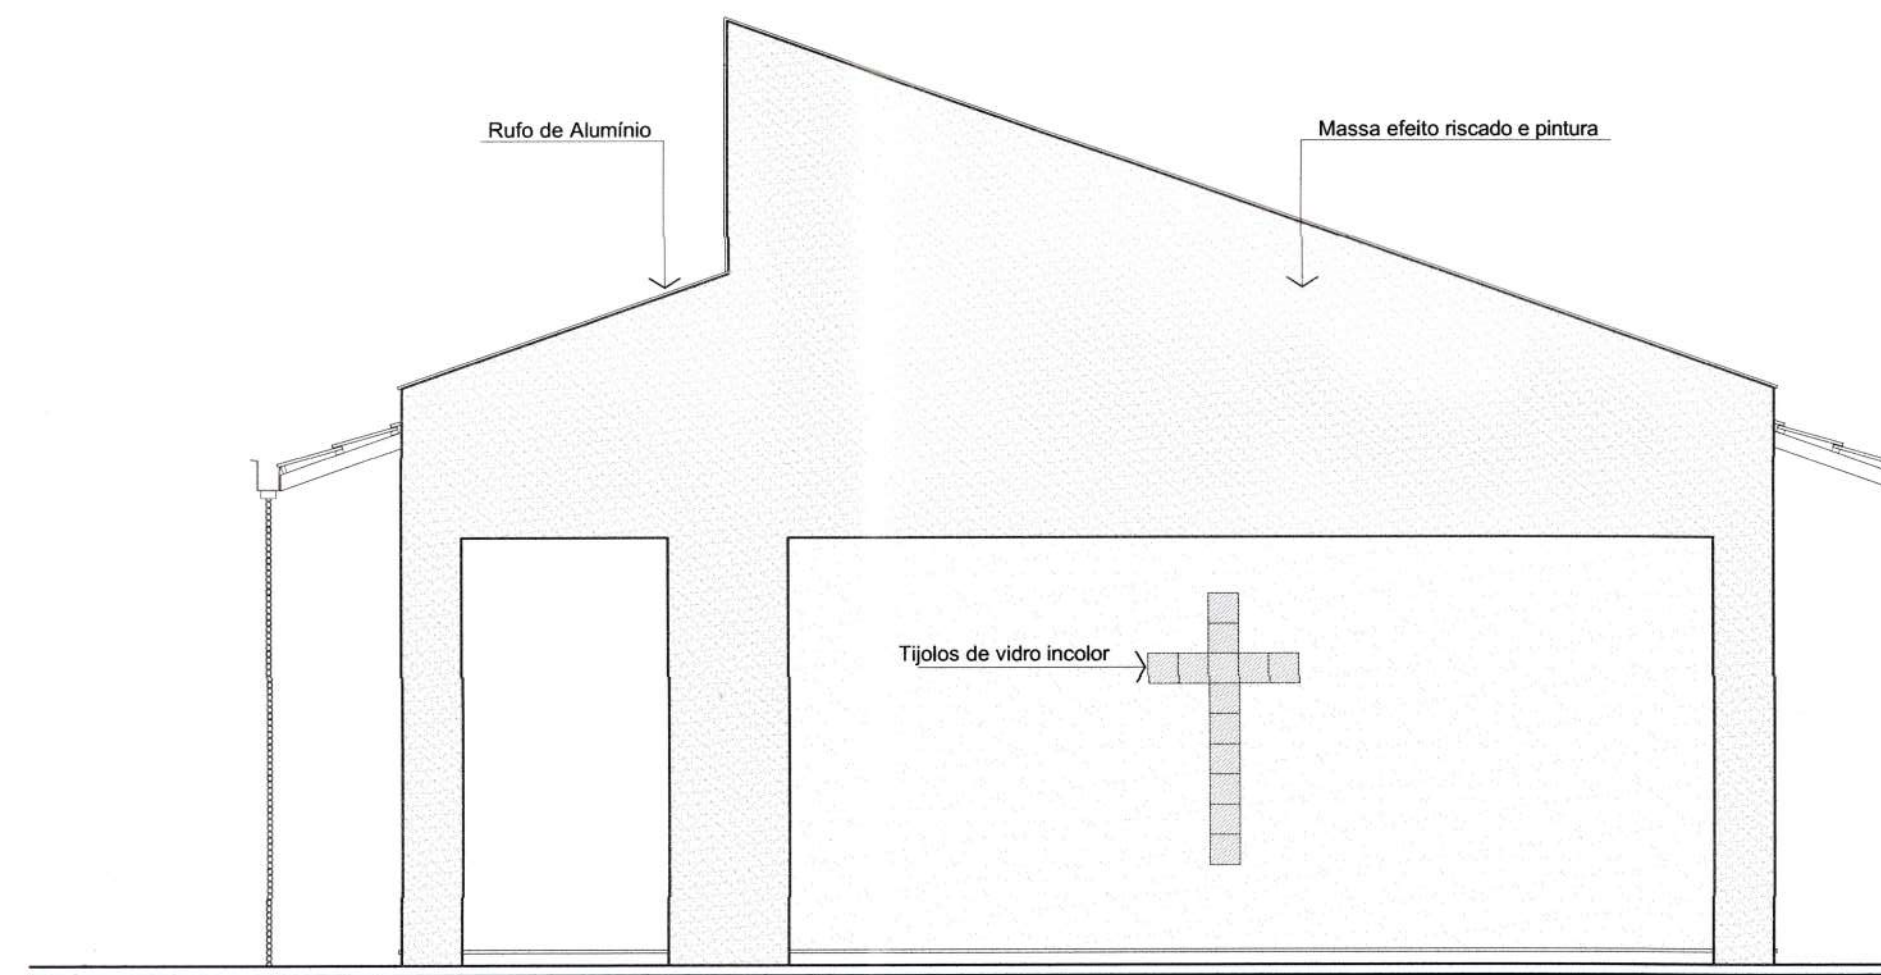 Rufo de Alumínio
Massa efeito riscado e pintura
Tijolos de vidro incolor